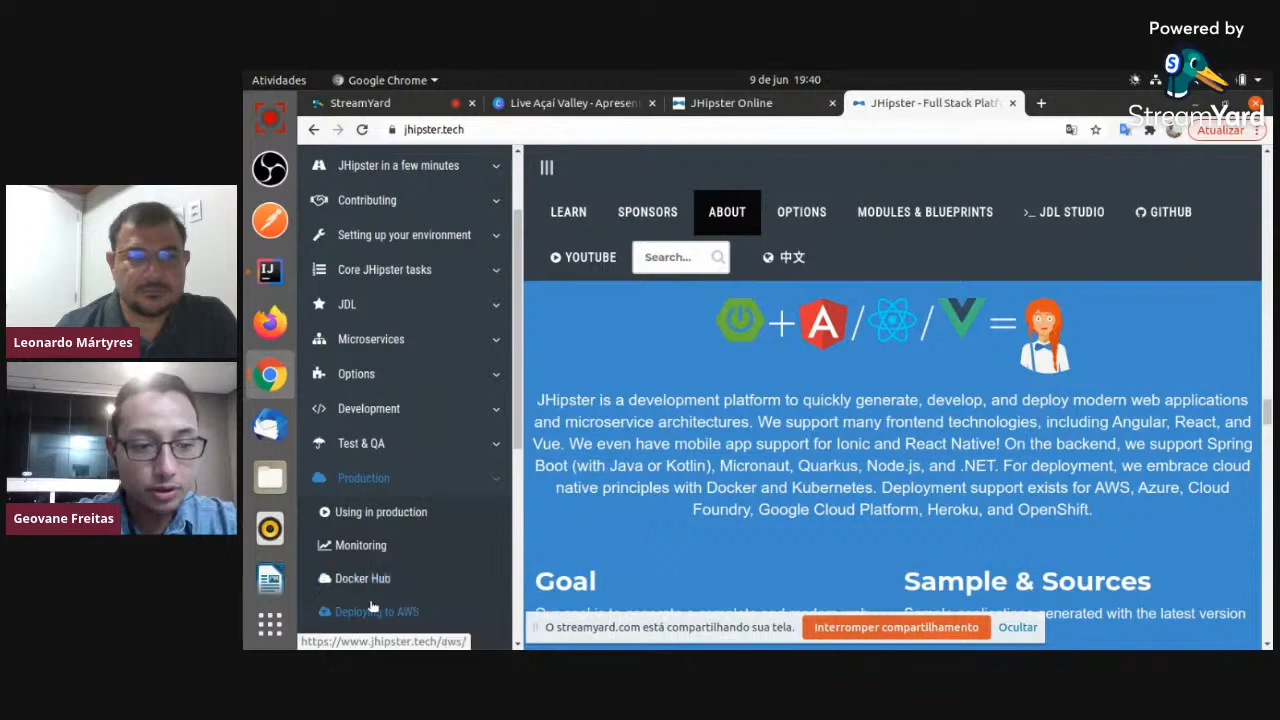 Powered by
StreamYard
Atividades
Google Chrome
9 de jun 19:40
StreamYard
Live Açaí Valley - Apresen
JHipster Online
JHipster - Full Stack Platf
jhipster.tech
Atualizar
JHipster in a few minutes
Contributing
Setting up your environment
Core JHipster tasks
JDL
Microservices
Options
Development
Test & QA
Production
Using in production
Monitoring
Docker Hub
Deploying to AWS
https://www.jhipster.tech/aws/
LEARN
SPONSORS
ABOUT
OPTIONS
MODULES & BLUEPRINTS
>_ JDL STUDIO
GITHUB
YOUTUBE
Search...
中文
JHipster is a development platform to quickly generate, develop, and deploy modern web applications
and microservice architectures. We support many frontend technologies, including Angular, React, and
Vue. We even have mobile app support for Ionic and React Native! On the backend, we support Spring
Boot (with Java or Kotlin), Micronaut, Quarkus, Node.js, and .NET. For deployment, we embrace cloud
native principles with Docker and Kubernetes. Deployment support exists for AWS, Azure, Cloud
Foundry, Google Cloud Platform, Heroku, and OpenShift.
Goal
Sample & Sources
Sample applications generated with the latest version
O streamyard.com está compartilhando sua tela.
Interromper compartilhamento
Ocultar
Leonardo Mártyres
Geovane Freitas